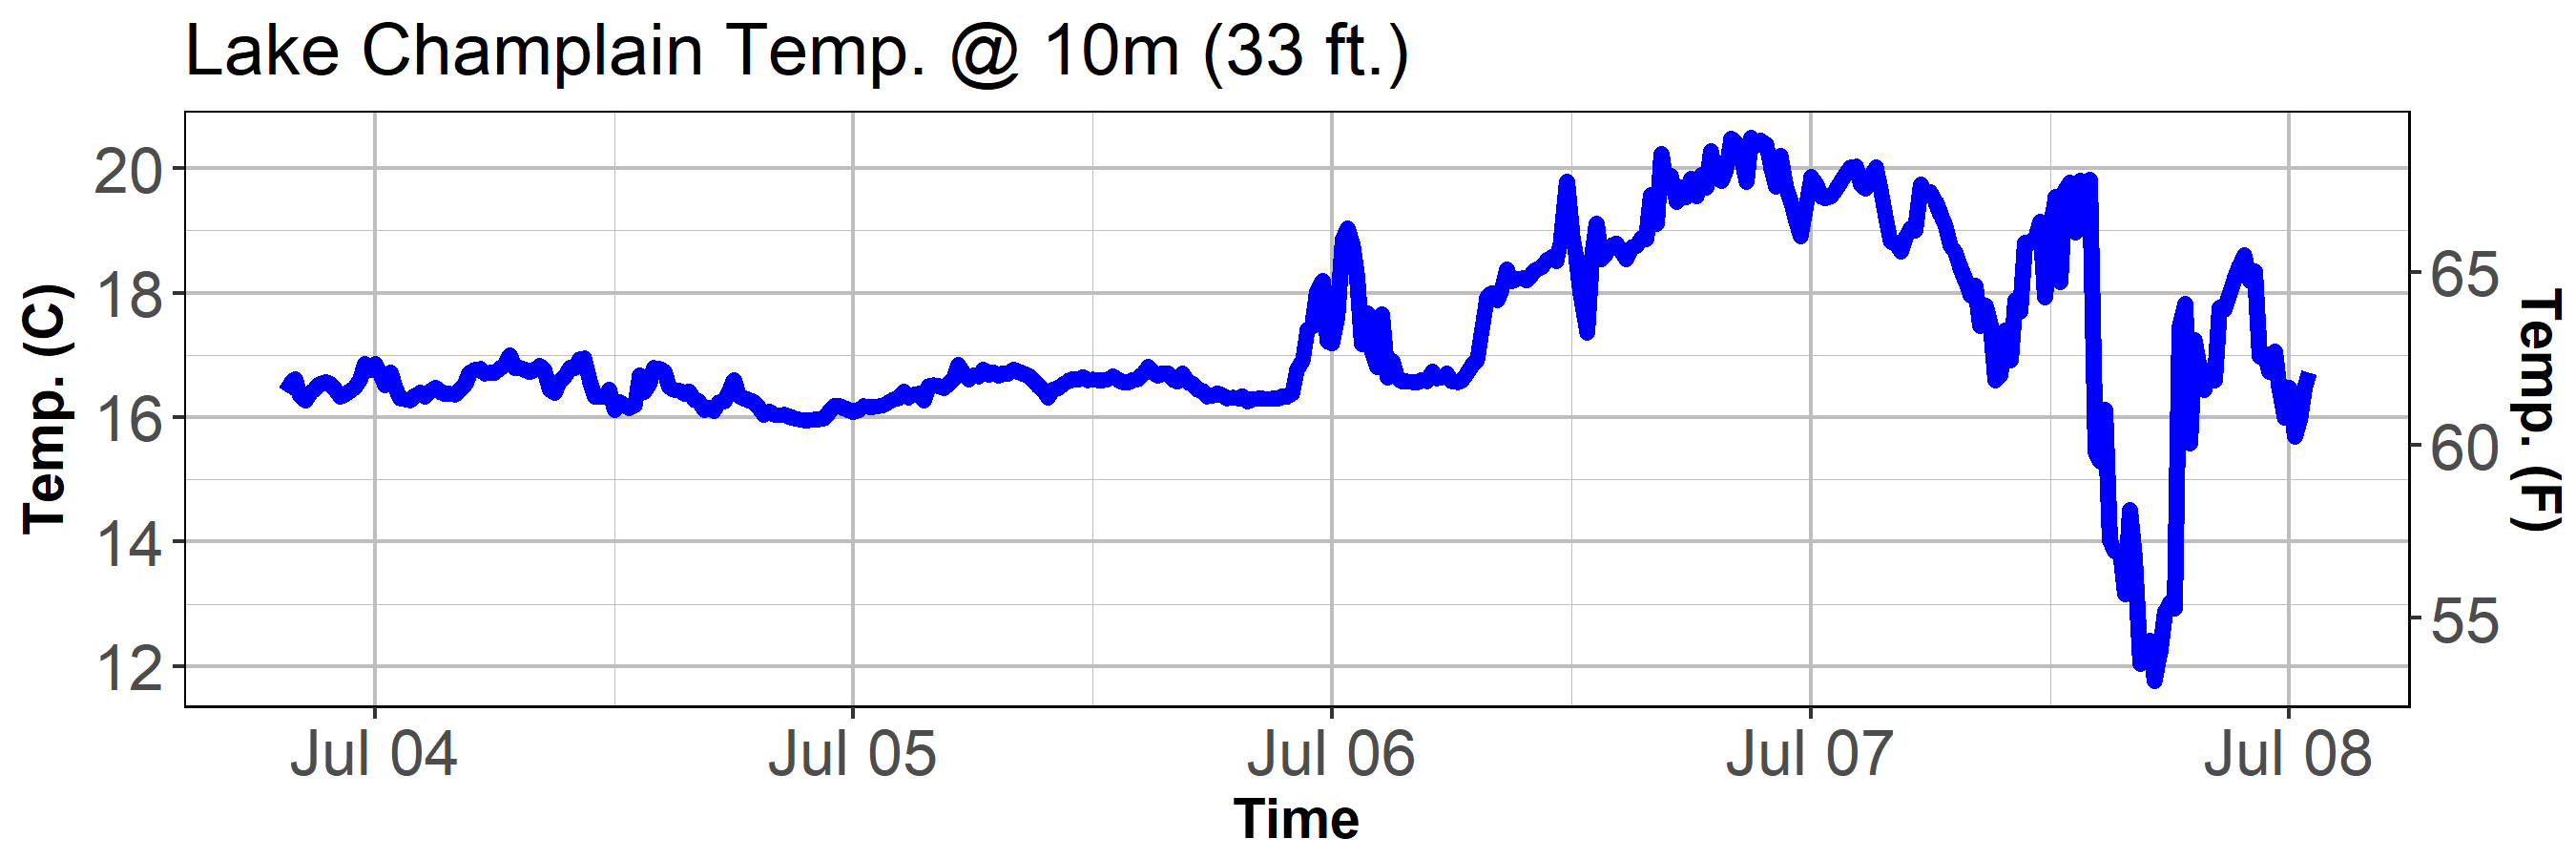 Lake Champlain Temp. @ 10m (33 ft.)
Temp. (C)
20
18
16
14
12
65
60
55
Temp. (F)
Jul 04
Jul 05
Jul 06
Jul 07
Jul 08
Time